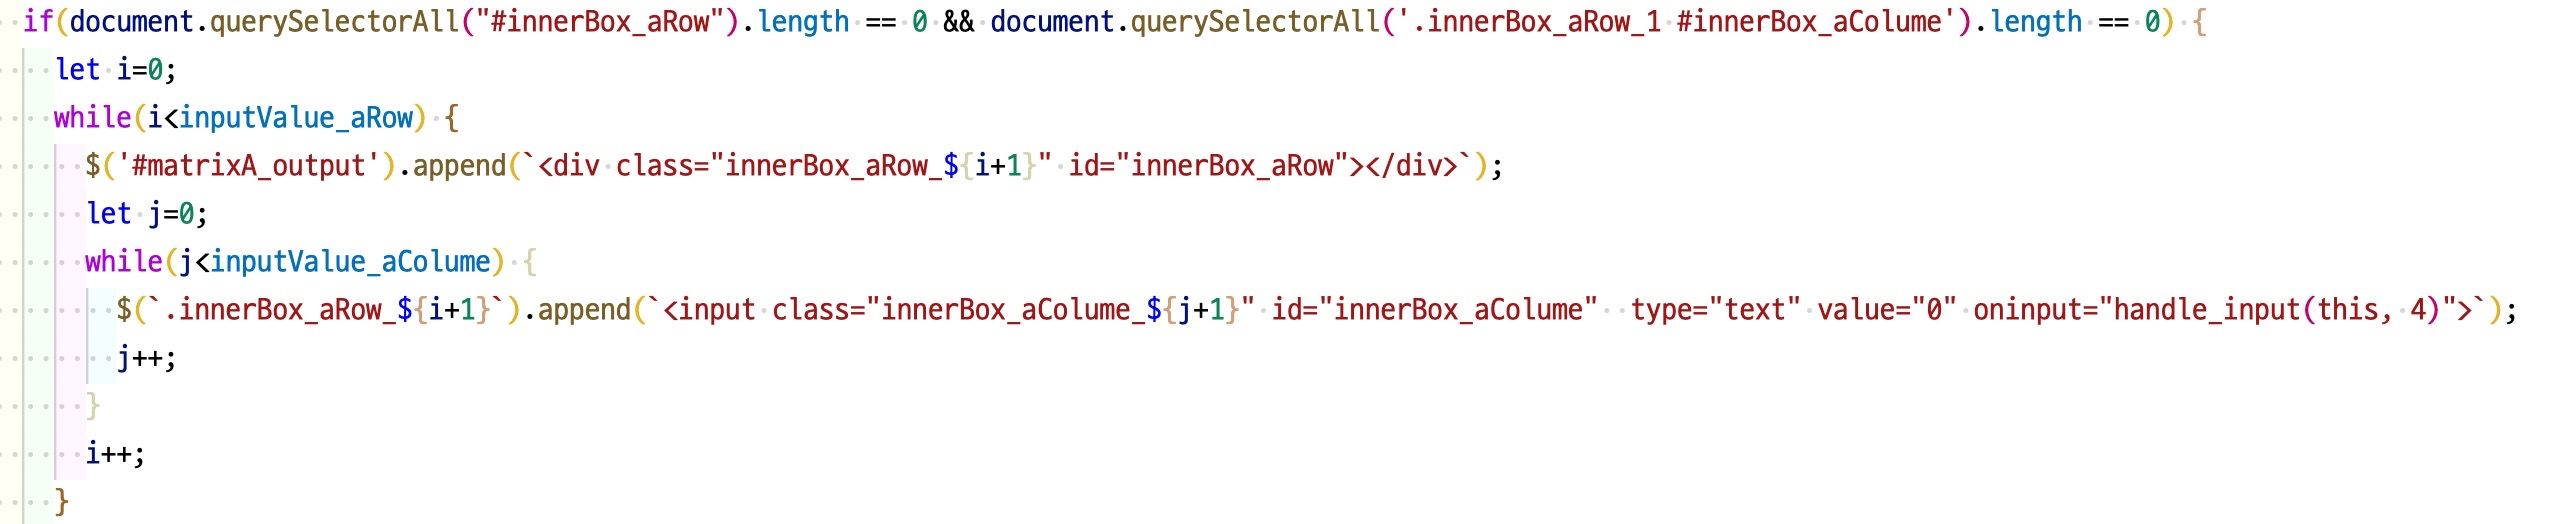 if(document.querySelectorAll("#innerBox_aRow").length == 0 && document.querySelectorAll('.innerBox_aRow_1 #innerBox_aColume').length == 0) {
let i=0;
while(i<inputValue_aRow) {
$('#matrixA_output').append(`<div class="innerBox_aRow_${i+1}" id="innerBox_aRow"></div>`);
let j=0;
while(j<inputValue_aColume) {
$(`.innerBox_aRow_${i+1}`).append(`<input class="innerBox_aColume_${j+1}" id="innerBox_aColume"  type="text" value="0" oninput="handle_input(this, 4)">`);
j++;
}
i++;
}